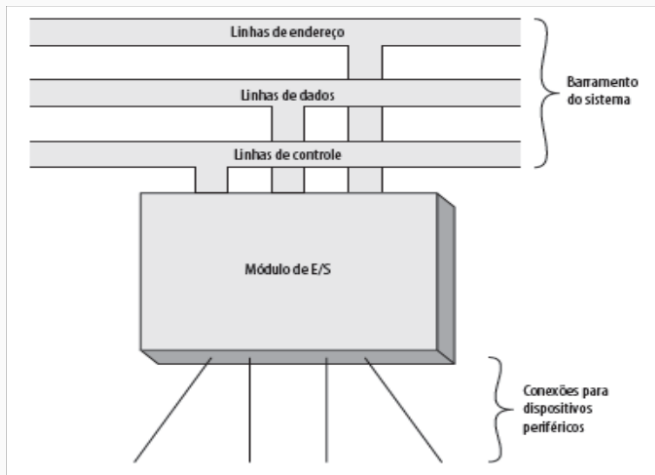 Linhas de endereço
Linhas de dados
Linhas de controle
Barramento
do sistema
Módulo de E/S
Conexões para
dispositivos
periféricos